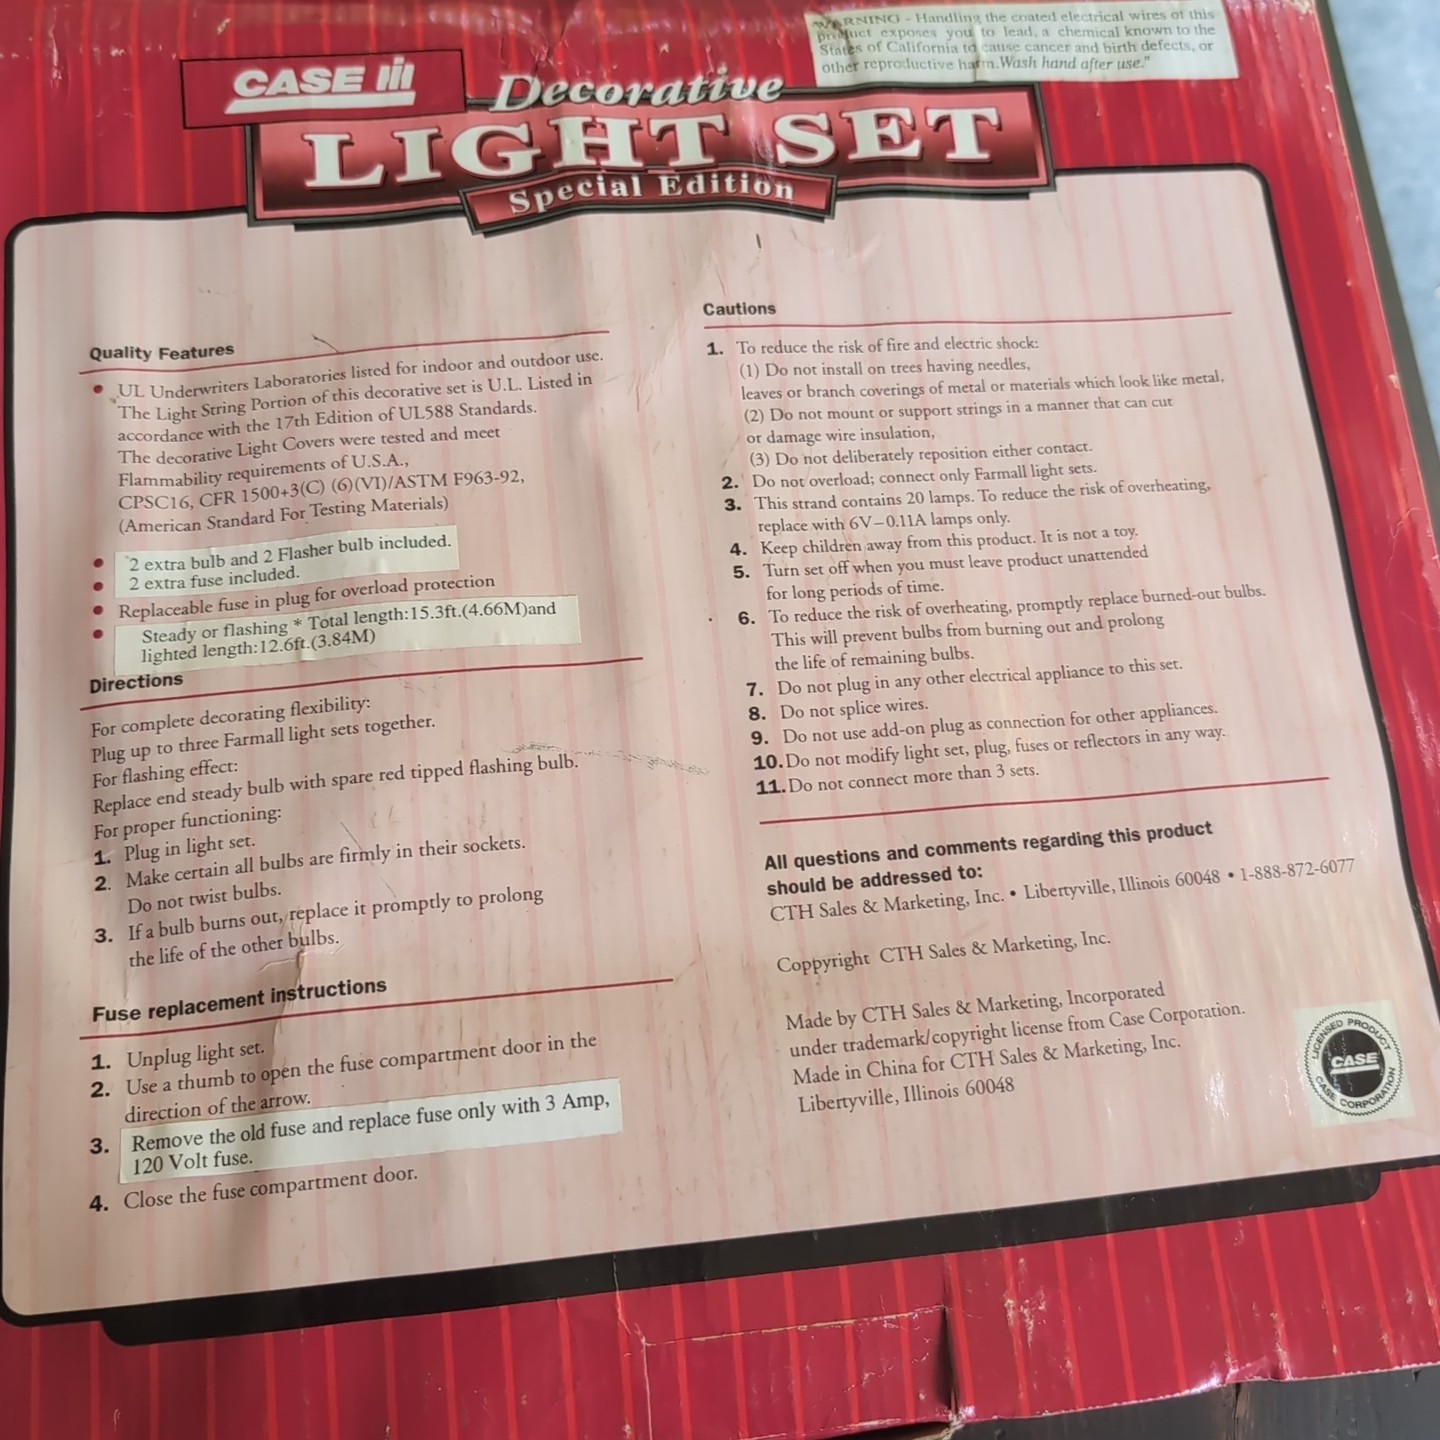 WARNING - Handling the coated electrical wires of this
product exposes you to lead, a chemical known to the
States of California to cause cancer and birth defects, or
other reproductive harm. Wash hand after use."
CASE IH
Decorative
LIGHT SET
Special Edition
Quality Features
• UL Underwriters Laboratories listed for indoor and outdoor use.
The Light String Portion of this decorative set is U.L. Listed in
accordance with the 17th Edition of UL588 Standards.
The decorative Light Covers were tested and meet
Flammability requirements of U.S.A.,
CPSC16, CFR 1500+3(C) (6)(VI)/ASTM F963-92,
(American Standard For Testing Materials)
• 2 extra bulb and 2 Flasher bulb included.
• 2 extra fuse included.
• Replaceable fuse in plug for overload protection
• Steady or flashing * Total length:15.3ft.(4.66M)and
lighted length:12.6ft.(3.84M)
Directions
For complete decorating flexibility:
Plug up to three Farmall light sets together.
For flashing effect:
Replace end steady bulb with spare red tipped flashing bulb.
For proper functioning:
1. Plug in light set.
2. Make certain all bulbs are firmly in their sockets.
Do not twist bulbs.
3. If a bulb burns out, replace it promptly to prolong
the life of the other bulbs.
Fuse replacement instructions
1. Unplug light set.
2. Use a thumb to open the fuse compartment door in the
direction of the arrow.
3. Remove the old fuse and replace fuse only with 3 Amp,
120 Volt fuse.
4. Close the fuse compartment door.
Cautions
1. To reduce the risk of fire and electric shock:
(1) Do not install on trees having needles,
leaves or branch coverings of metal or materials which look like metal,
(2) Do not mount or support strings in a manner that can cut
or damage wire insulation,
(3) Do not deliberately reposition either contact.
2. Do not overload; connect only Farmall light sets.
3. This strand contains 20 lamps. To reduce the risk of overheating,
replace with 6V–0.11A lamps only.
4. Keep children away from this product. It is not a toy.
5. Turn set off when you must leave product unattended
for long periods of time.
6. To reduce the risk of overheating, promptly replace burned-out bulbs.
This will prevent bulbs from burning out and prolong
the life of remaining bulbs.
7. Do not plug in any other electrical appliance to this set.
8. Do not splice wires.
9. Do not use add-on plug as connection for other appliances.
10. Do not modify light set, plug, fuses or reflectors in any way.
11. Do not connect more than 3 sets.
All questions and comments regarding this product
should be addressed to:
CTH Sales & Marketing, Inc. • Libertyville, Illinois 60048 • 1-888-872-6077
Coppyright CTH Sales & Marketing, Inc.
Made by CTH Sales & Marketing, Incorporated
under trademark/copyright license from Case Corporation.
Made in China for CTH Sales & Marketing, Inc.
Libertyville, Illinois 60048
LICENSED PRODUCT
CASE
CASE CORPORATION